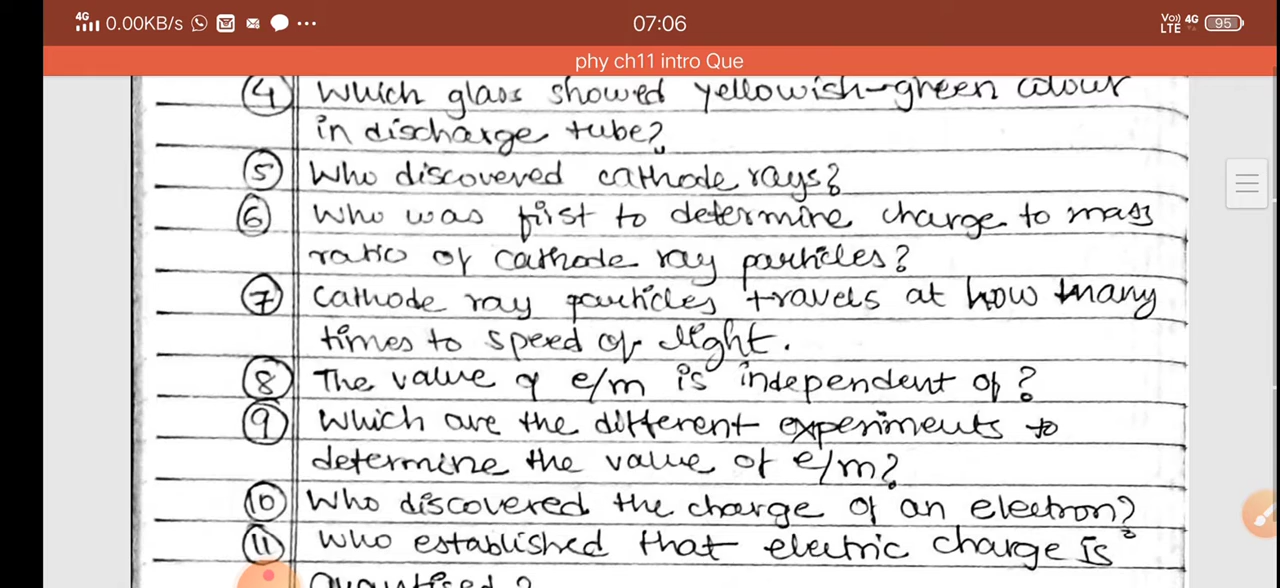 4G 0.00KB/s 07:06 Vo) LTE 4G 95
phy ch11 intro Que
④ Which glass showed yellowish-green colour
in discharge tube?
⑤ Who discovered cathode rays?
⑥ Who was first to determine charge to mass
ratio of cathode ray particles?
⑦ Cathode ray particles travels at how many
times to speed of light.
⑧ The value of e/m is independent of?
⑨ Which are the different experiments to
determine the value of e/m?
⑩ Who discovered the charge of an electron?
⑪ Who established that electric charge is
Quantised?